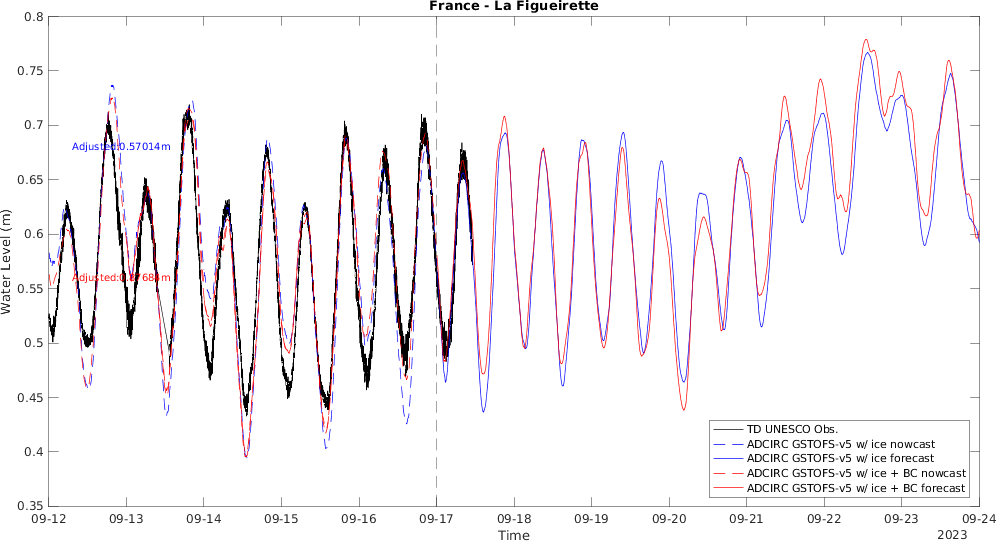 France - La Figueirette
0.8
0.75
0.7
0.65
0.6
0.55
0.5
0.45
0.4
0.35
Water Level (m)
Adjusted:0.57014m
09-12 09-13 09-14 09-15 09-16 09-17 09-18 09-19 09-20 09-21 09-22 09-23 09-24
Time
2023
TD UNESCO Obs.
ADCIRC GSTOFS-v5 w/ ice nowcast
ADCIRC GSTOFS-v5 w/ ice forecast
ADCIRC GSTOFS-v5 w/ ice + BC nowcast
ADCIRC GSTOFS-v5 w/ ice + BC forecast